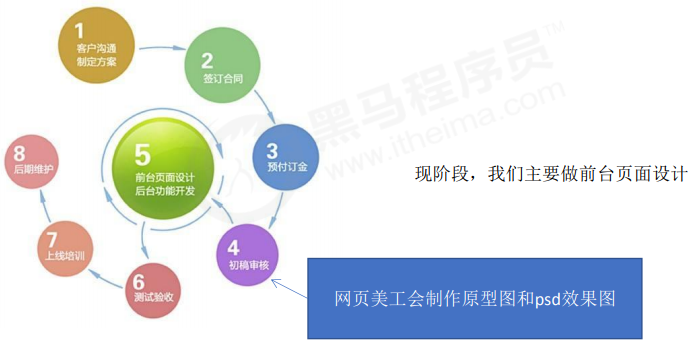 1
客户沟通
制定方案
2
签订合同
3
预付订金
4
初稿审核
5
前台页面设计
后台功能开发
6
测试验收
7
上线培训
8
后期维护
黑马程序员
www.itheima.com
现阶段，我们主要做前台页面设计
网页美工会制作原型图和psd效果图